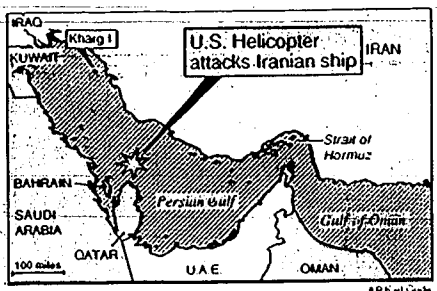 IRAQ
Kharg I
KUWAIT
U.S. Helicopter
attacks Iranian ship
IRAN
Strait of
Hormuz
BAHRAIN
Persian Gulf
SAUDI
ARABIA
Gulf of Oman
QATAR
100 miles
U.A.E.
OMAN